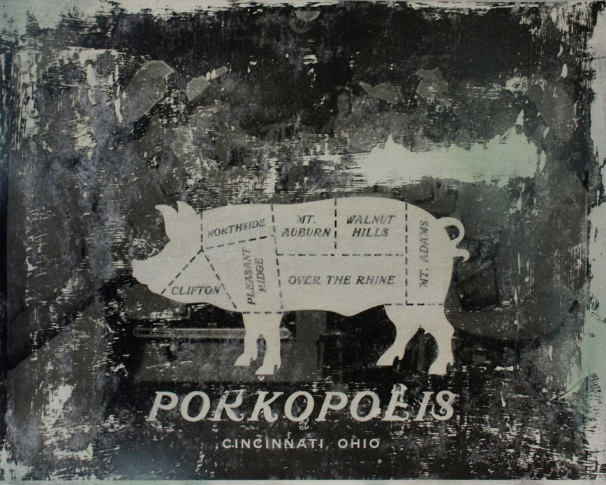 NORTHSIDE
MT.
AUBURN
WALNUT
HILLS
MT. ADAMS
CLIFTON
PLEASANT
RIDGE
OVER THE RHINE
PORKOPOLIS
CINCINNATI, OHIO